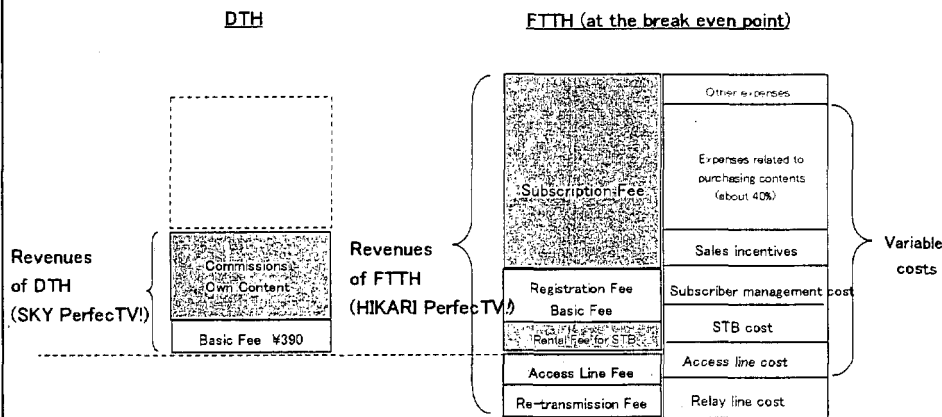 DTH
FTTH (at the break even point)
Other expenses
Expenses related to
purchasing contents
(about 40%)
Subscription Fee
Sales incentives
Variable
costs
Revenues
of DTH
(SKY PerfecTV!)
Commissions
Own Content
Basic Fee ¥390
Revenues
of FTTH
(HIKARI PerfecTV!)
Registration Fee
Basic Fee
Rental Fee for STB
Access Line Fee
Re-transmission Fee
Subscriber management cost
STB cost
Access line cost
Relay line cost